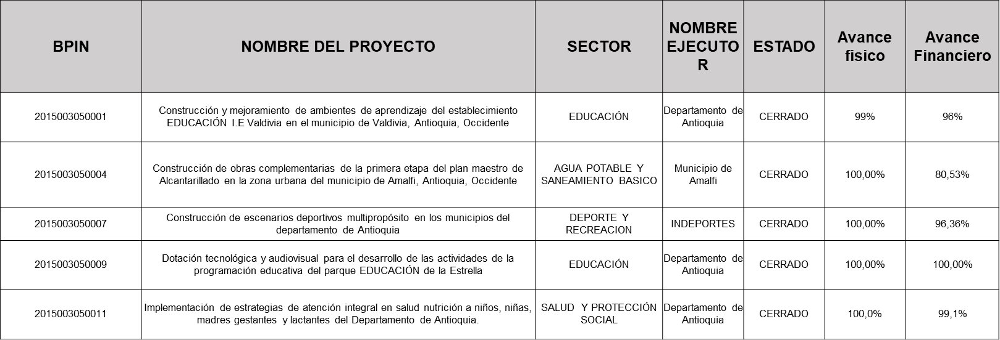 BPIN
NOMBRE DEL PROYECTO
SECTOR
NOMBRE
EJECUTO
R
ESTADO
Avance
fisico
Avance
Financiero
2015003050001
Construcción y mejoramiento de ambientes de aprendizaje del establecimiento
EDUCACIÓN I.E Valdivia en el municipio de Valdivia, Antioquia, Occidente
EDUCACIÓN
Departamento de
Antioquia
CERRADO
99%
96%
2015003050004
Construcción de obras complementarias de la primera etapa del plan maestro de
Alcantarillado en la zona urbana del municipio de Amalfi, Antioquia, Occidente
AGUA POTABLE Y
SANEAMIENTO BASICO
Municipio de
Amalfi
CERRADO
100,00%
80,53%
2015003050007
Construcción de escenarios deportivos multipropósito en los municipios del
departamento de Antioquia
DEPORTE Y
RECREACION
INDEPORTES
CERRADO
100,00%
96,36%
2015003050009
Dotación tecnológica y audiovisual para el desarrollo de las actividades de la
programación educativa del parque EDUCACIÓN de la Estrella
EDUCACIÓN
Departamento de
Antioquia
CERRADO
100,00%
100,00%
2015003050011
Implementación de estrategias de atención integral en salud nutrición a niños, niñas,
madres gestantes y lactantes del Departamento de Antioquia.
SALUD Y PROTECCIÓN
SOCIAL
Departamento de
Antioquia
CERRADO
100,0%
99,1%